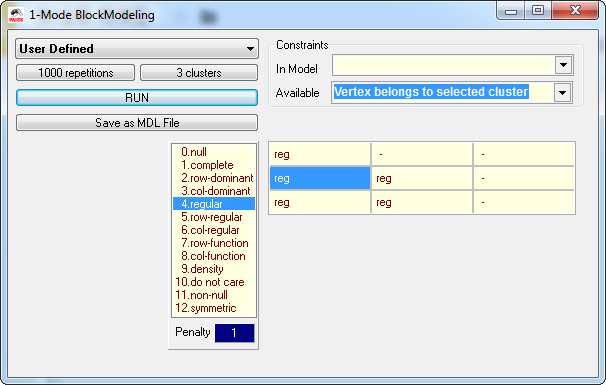 1-Mode BlockModeling
User Defined
1000 repetitions
3 clusters
RUN
Save as MDL File
Constraints
In Model
Available
Vertex belongs to selected cluster
0.null
1.complete
2.row-dominant
3.col-dominant
4.regular
5.row-regular
6.col-regular
7.row-function
8.col-function
9.density
10.do not care
11.non-null
12.symmetric
Penalty 1
reg - -
reg reg -
reg reg -